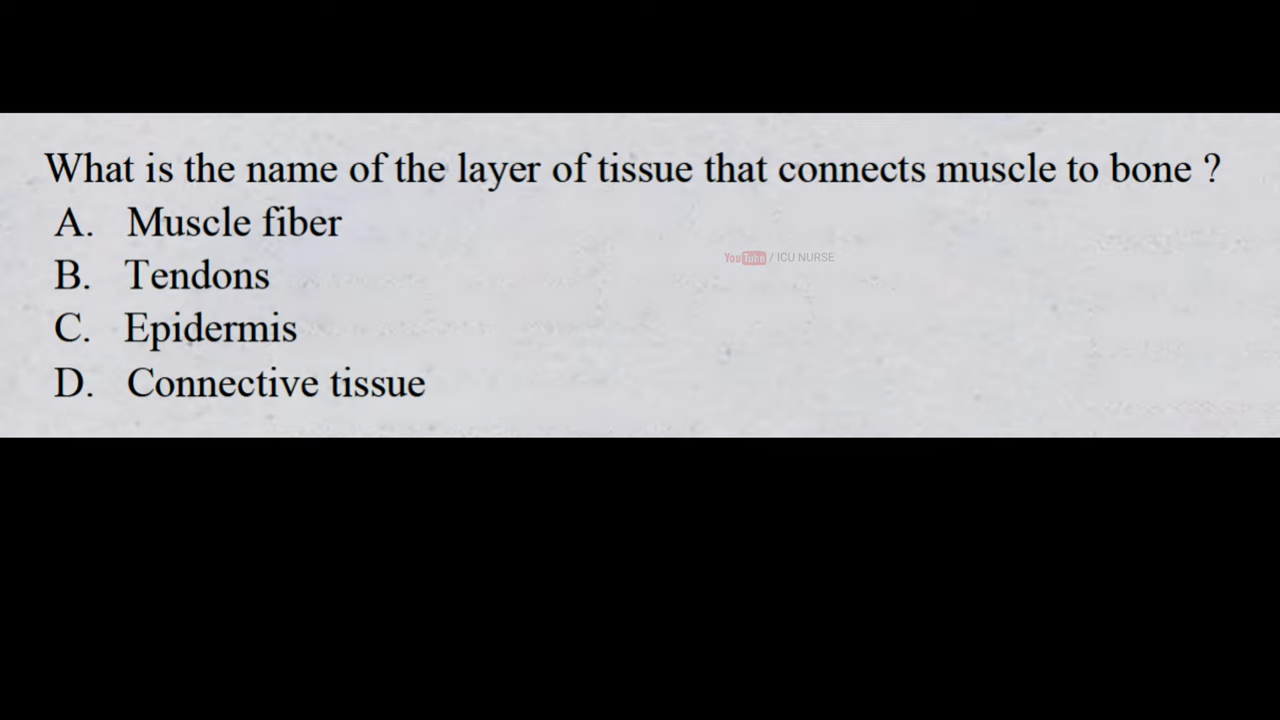 What is the name of the layer of tissue that connects muscle to bone ?
A. Muscle fiber
B. Tendons
YouTube / ICU NURSE
C. Epidermis
D. Connective tissue